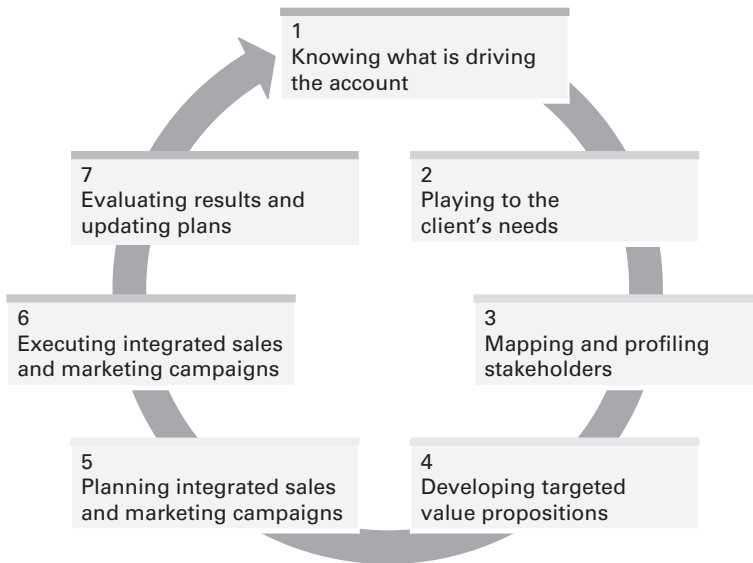 1
Knowing what is driving
the account
2
Playing to the
client's needs
3
Mapping and profiling
stakeholders
4
Developing targeted
value propositions
5
Planning integrated sales
and marketing campaigns
6
Executing integrated sales
and marketing campaigns
7
Evaluating results and
updating plans